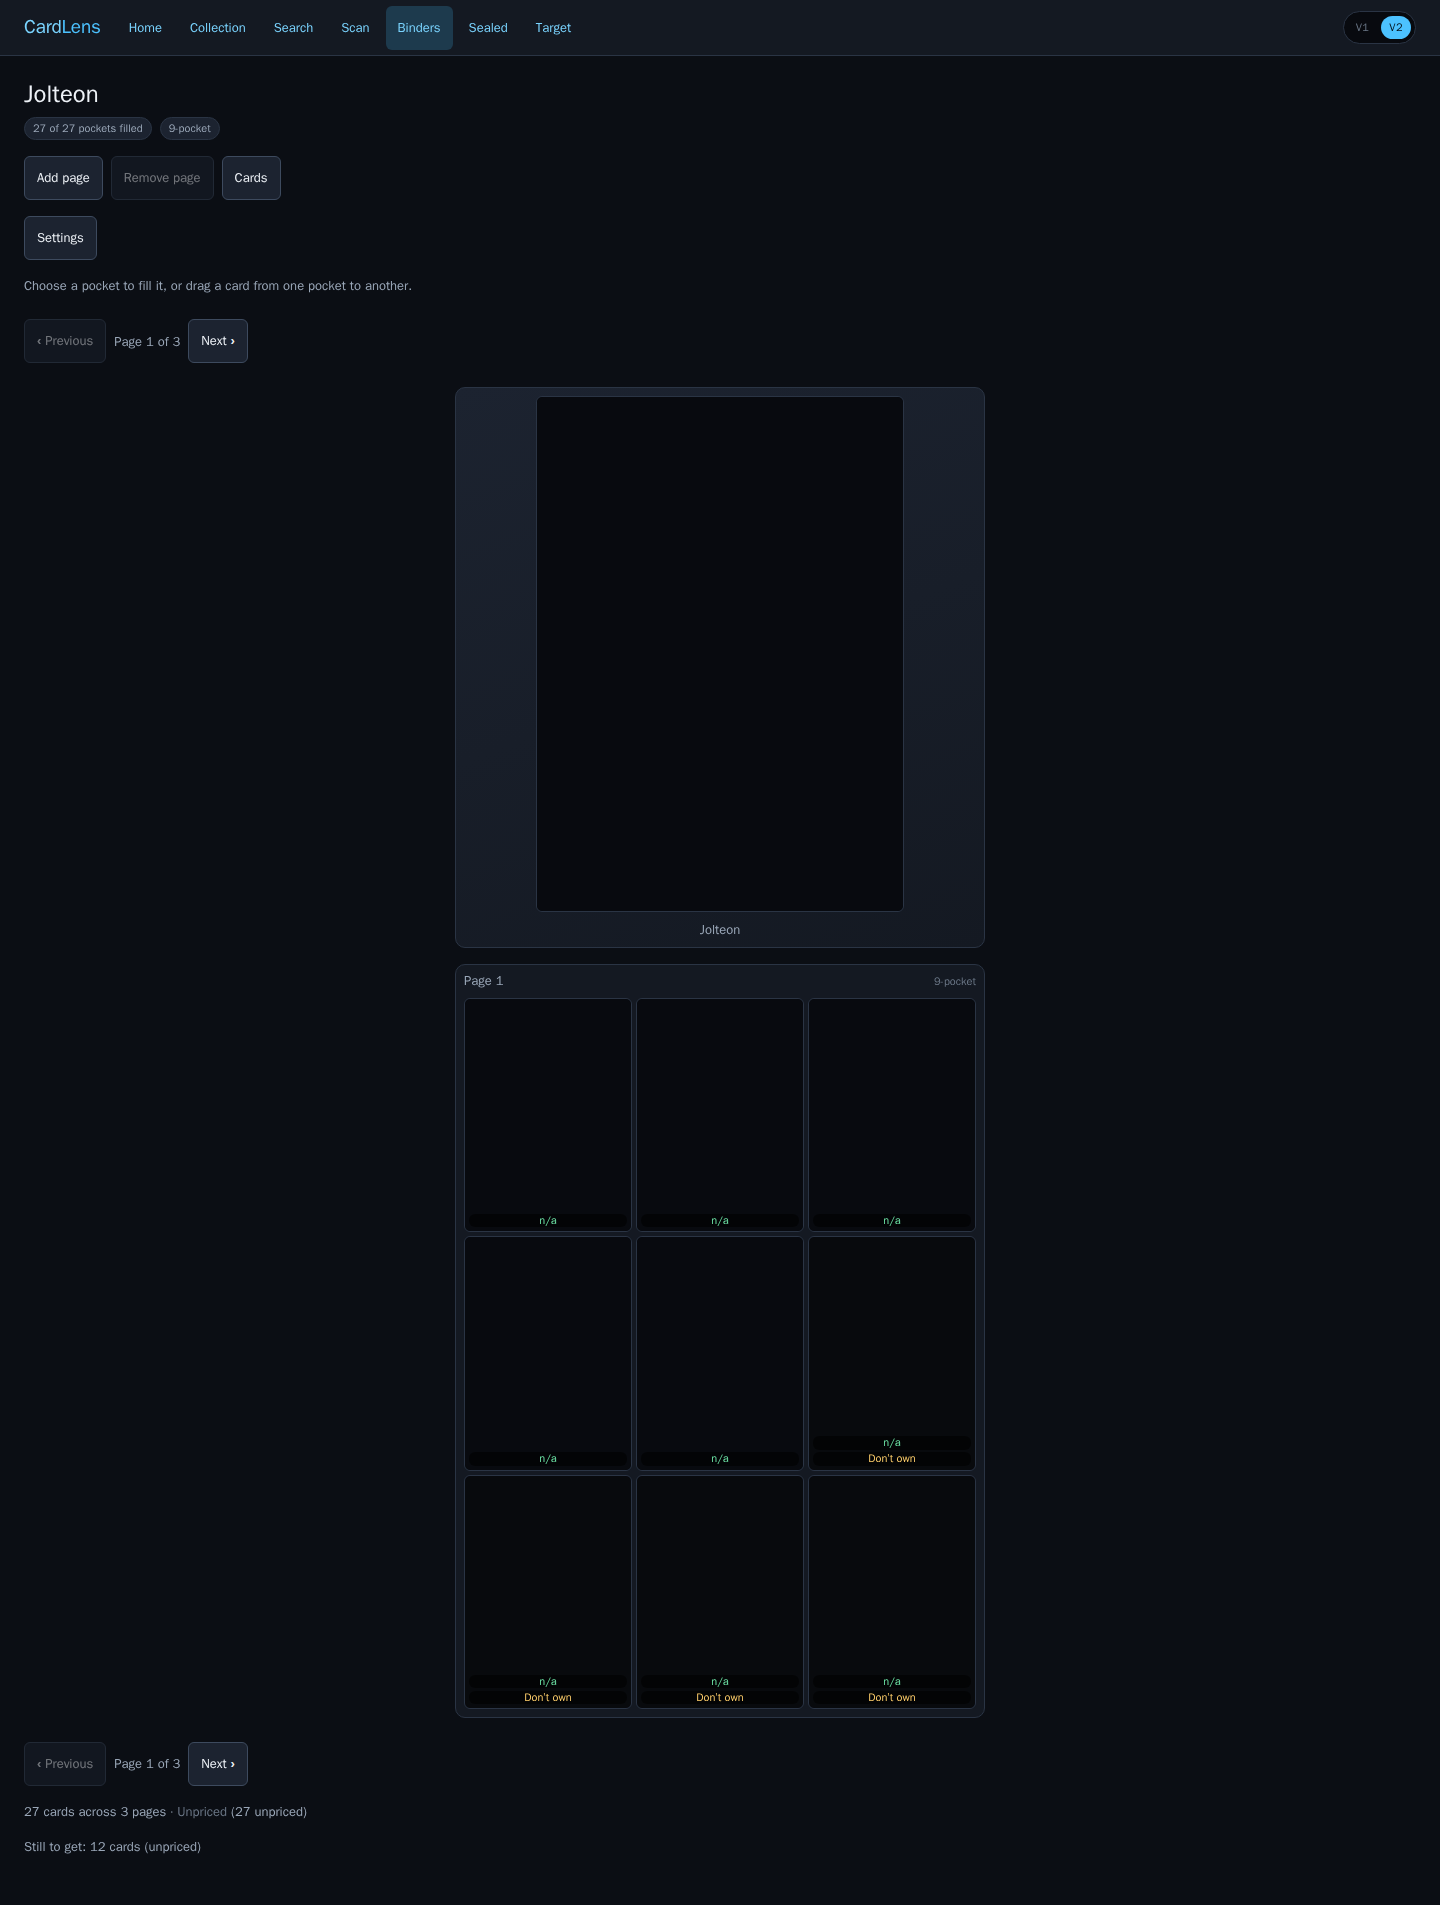 CardLens Home Collection Search Scan Binders Sealed Target V1 V2
Jolteon
27 of 27 pockets filled 9-pocket
Add page Remove page Cards
Settings
Choose a pocket to fill it, or drag a card from one pocket to another.
‹ Previous Page 1 of 3 Next ›
Jolteon
Page 1 9-pocket
n/a n/a n/a
n/a n/a n/a
Don't own
n/a n/a n/a
Don't own Don't own Don't own
‹ Previous Page 1 of 3 Next ›
27 cards across 3 pages · Unpriced (27 unpriced)
Still to get: 12 cards (unpriced)